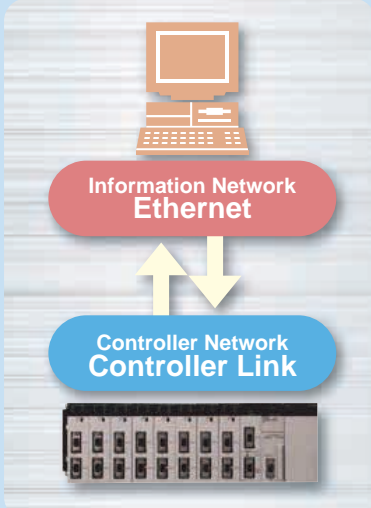 Information Network
Ethernet
Controller Network
Controller Link